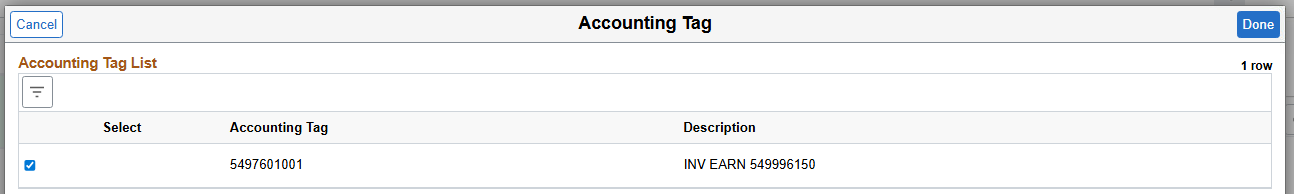 Cancel Accounting Tag Done
Accounting Tag List 1 row
Select Accounting Tag Description
5497601001 INV EARN 549996150